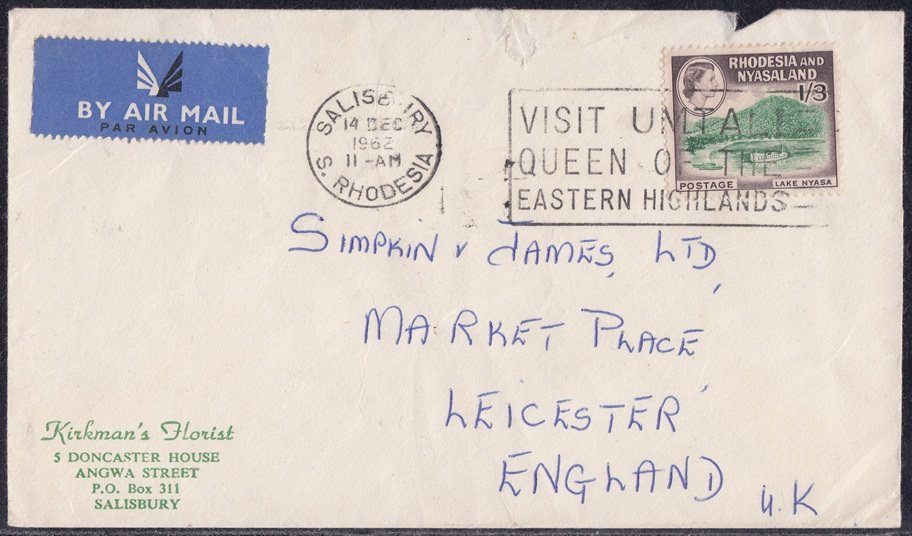 BY AIR MAIL
PAR AVION
SALISBURY
14 DEC
1962
11-AM
S. RHODESIA
VISIT UMTALI
QUEEN OF THE
EASTERN HIGHLANDS
RHODESIA AND
NYASALAND
1/3
POSTAGE LAKE NYASA
SIMPKIN & JAMES, LTD,
MARKET PLACE
LEICESTER
ENGLAND
U.K
Kirkman's Florist
5 DONCASTER HOUSE
ANGWA STREET
P.O. Box 311
SALISBURY